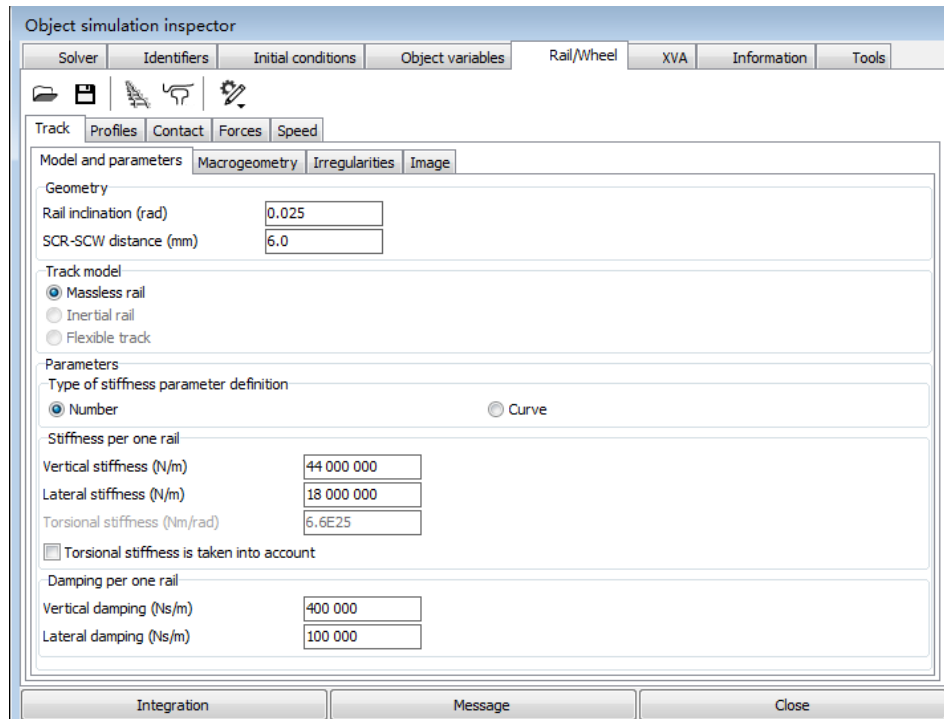 Object simulation inspector
Solver Identifiers Initial conditions Object variables Rail/Wheel XVA Information Tools
Track Profiles Contact Forces Speed
Model and parameters Macrogeometry Irregularities Image
Geometry
Rail inclination (rad) 0.025
SCR-SCW distance (mm) 6.0
Track model
Massless rail
Inertial rail
Flexible track
Parameters
Type of stiffness parameter definition
Number Curve
Stiffness per one rail
Vertical stiffness (N/m) 44 000 000
Lateral stiffness (N/m) 18 000 000
Torsional stiffness (Nm/rad) 6.6E25
Torsional stiffness is taken into account
Damping per one rail
Vertical damping (Ns/m) 400 000
Lateral damping (Ns/m) 100 000
Integration Message Close